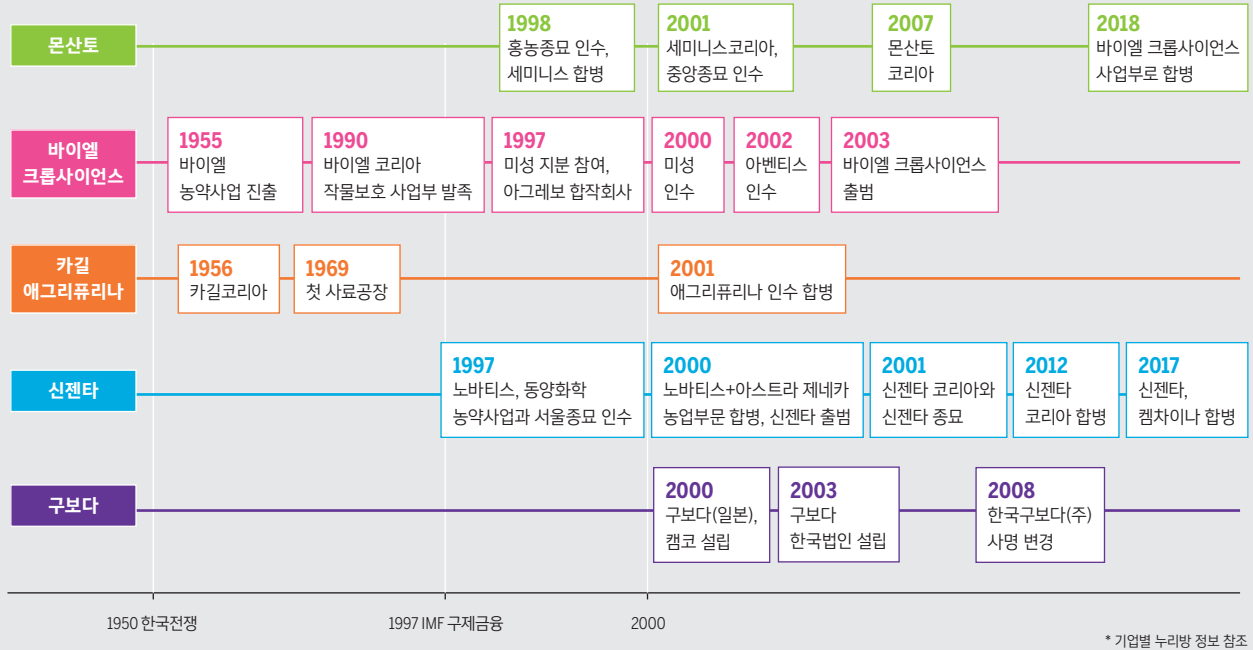 몬산토
1998
홍농종묘 인수,
세미니스 합병
2001
세미니스코리아,
중앙종묘 인수
2007
몬산토
코리아
2018
바이엘 크롭사이언스
사업부로 합병
바이엘
크롭사이언스
1955
바이엘
농약사업 진출
1990
바이엘 코리아
작물보호 사업부 발족
1997
미성 지분 참여,
아그레보 합작회사
2000
미성
인수
2002
아벤티스
인수
2003
바이엘 크롭사이언스
출범
카길
애그리퓨리나
1956
카길코리아
1969
첫 사료공장
2001
애그리퓨리나 인수 합병
신젠타
1997
노바티스, 동양화학
농약사업과 서울종묘 인수
2000
노바티스+아스트라 제네카
농업부문 합병, 신젠타 출범
2001
신젠타 코리아와
신젠타 종묘
2012
신젠타
코리아 합병
2017
신젠타,
켐차이나 합병
구보다
2000
구보다(일본),
캠코 설립
2003
구보다
한국법인 설립
2008
한국구보다(주)
사명 변경
1950 한국전쟁
1997 IMF 구제금융
2000
* 기업별 누리방 정보 참조